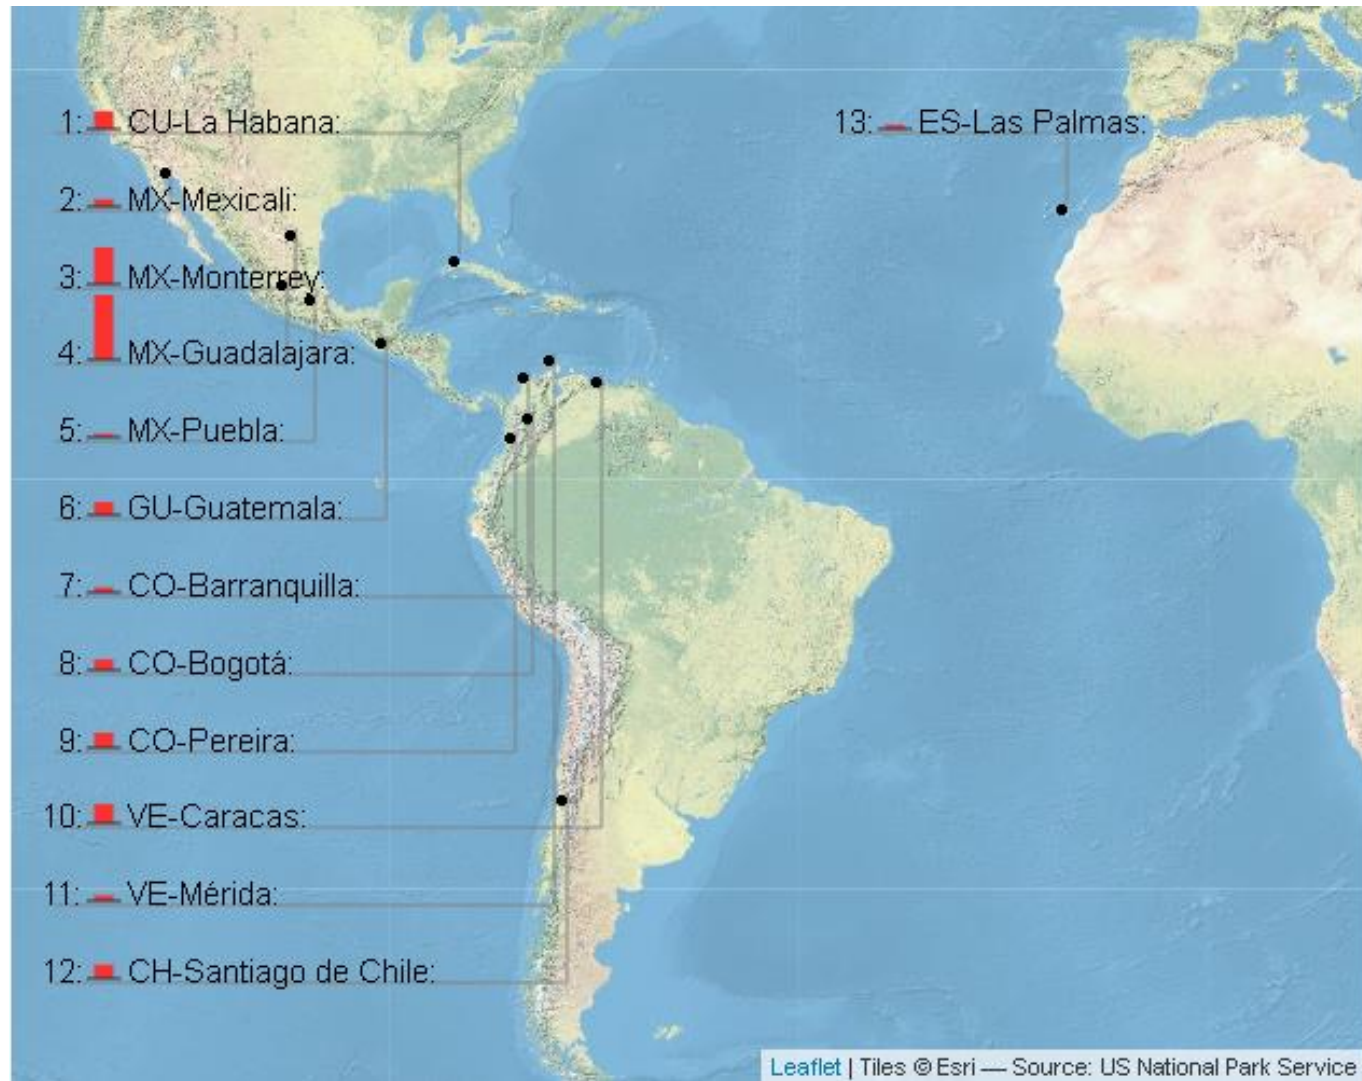 1: CU-La Habana:
13: ES-Las Palmas:
2: MX-Mexicali:
3: MX-Monterrey:
4: MX-Guadalajara:
5: MX-Puebla:
6: GU-Guatemala:
7: CO-Barranquilla:
8: CO-Bogotá:
9: CO-Pereira:
10: VE-Caracas:
11: VE-Mérida:
12: CH-Santiago de Chile:
Leaflet | Tiles © Esri — Source: US National Park Service